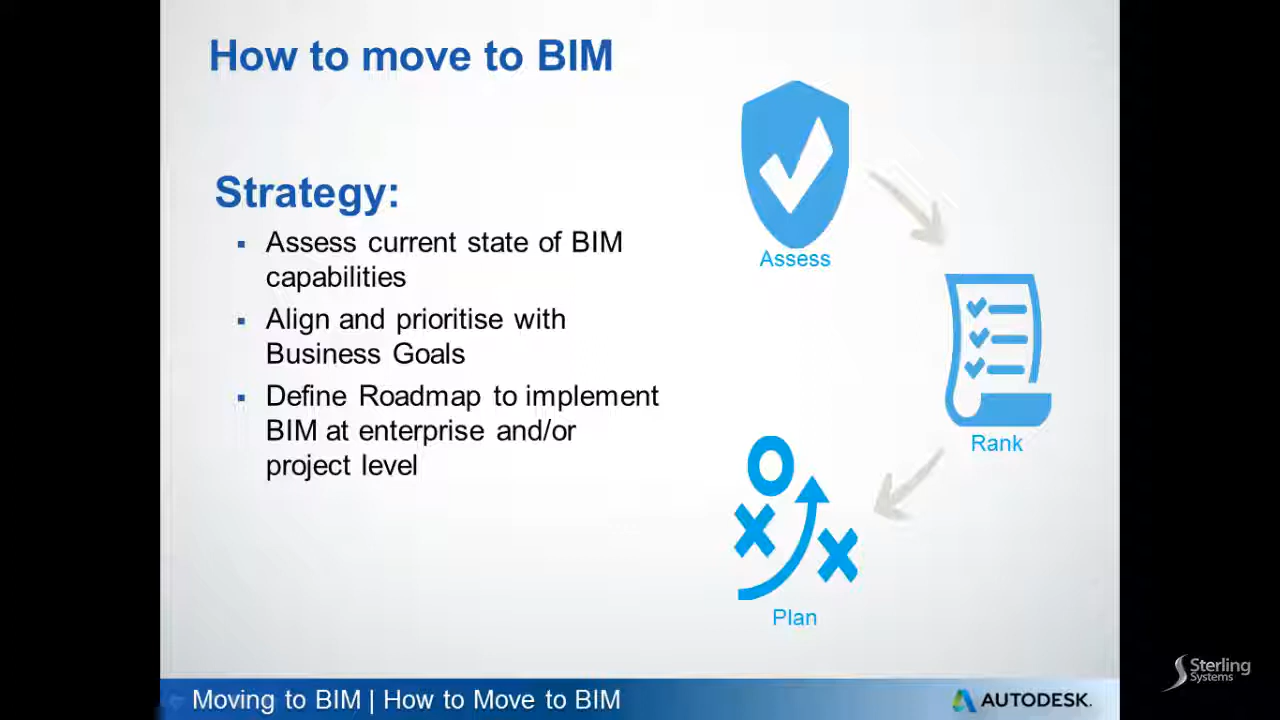 How to move to BIM
Strategy:
Assess current state of BIM
capabilities
Align and prioritise with
Business Goals
Define Roadmap to implement
BIM at enterprise and/or
project level
Assess
Rank
Plan
Moving to BIM | How to Move to BIM
AUTODESK.
Sterling
Systems